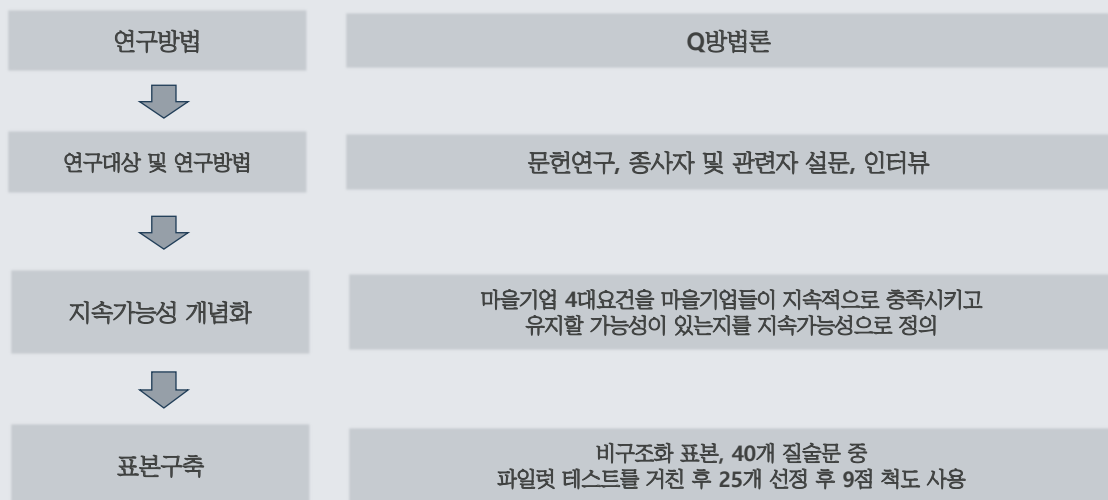 연구방법
Q방법론
연구대상 및 연구방법
문헌연구, 종사자 및 관련자 설문, 인터뷰
지속가능성 개념화
마을기업 4대요건을 마을기업들이 지속적으로 충족시키고
유지할 가능성이 있는지를 지속가능성으로 정의
표본구축
비구조화 표본, 40개 질술문 중
파일럿 테스트를 거친 후 25개 선정 후 9점 척도 사용